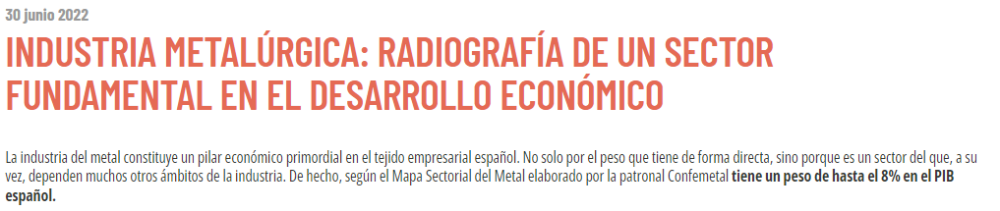 30 junio 2022
INDUSTRIA METALÚRGICA: RADIOGRAFÍA DE UN SECTOR
FUNDAMENTAL EN EL DESARROLLO ECONÓMICO
La industria del metal constituye un pilar económico primordial en el tejido empresarial español. No solo por el peso que tiene de forma directa, sino porque es un sector del que, a su
vez, dependen muchos otros ámbitos de la industria. De hecho, según el Mapa Sectorial del Metal elaborado por la patronal Confemetal tiene un peso de hasta el 8% en el PIB
español.